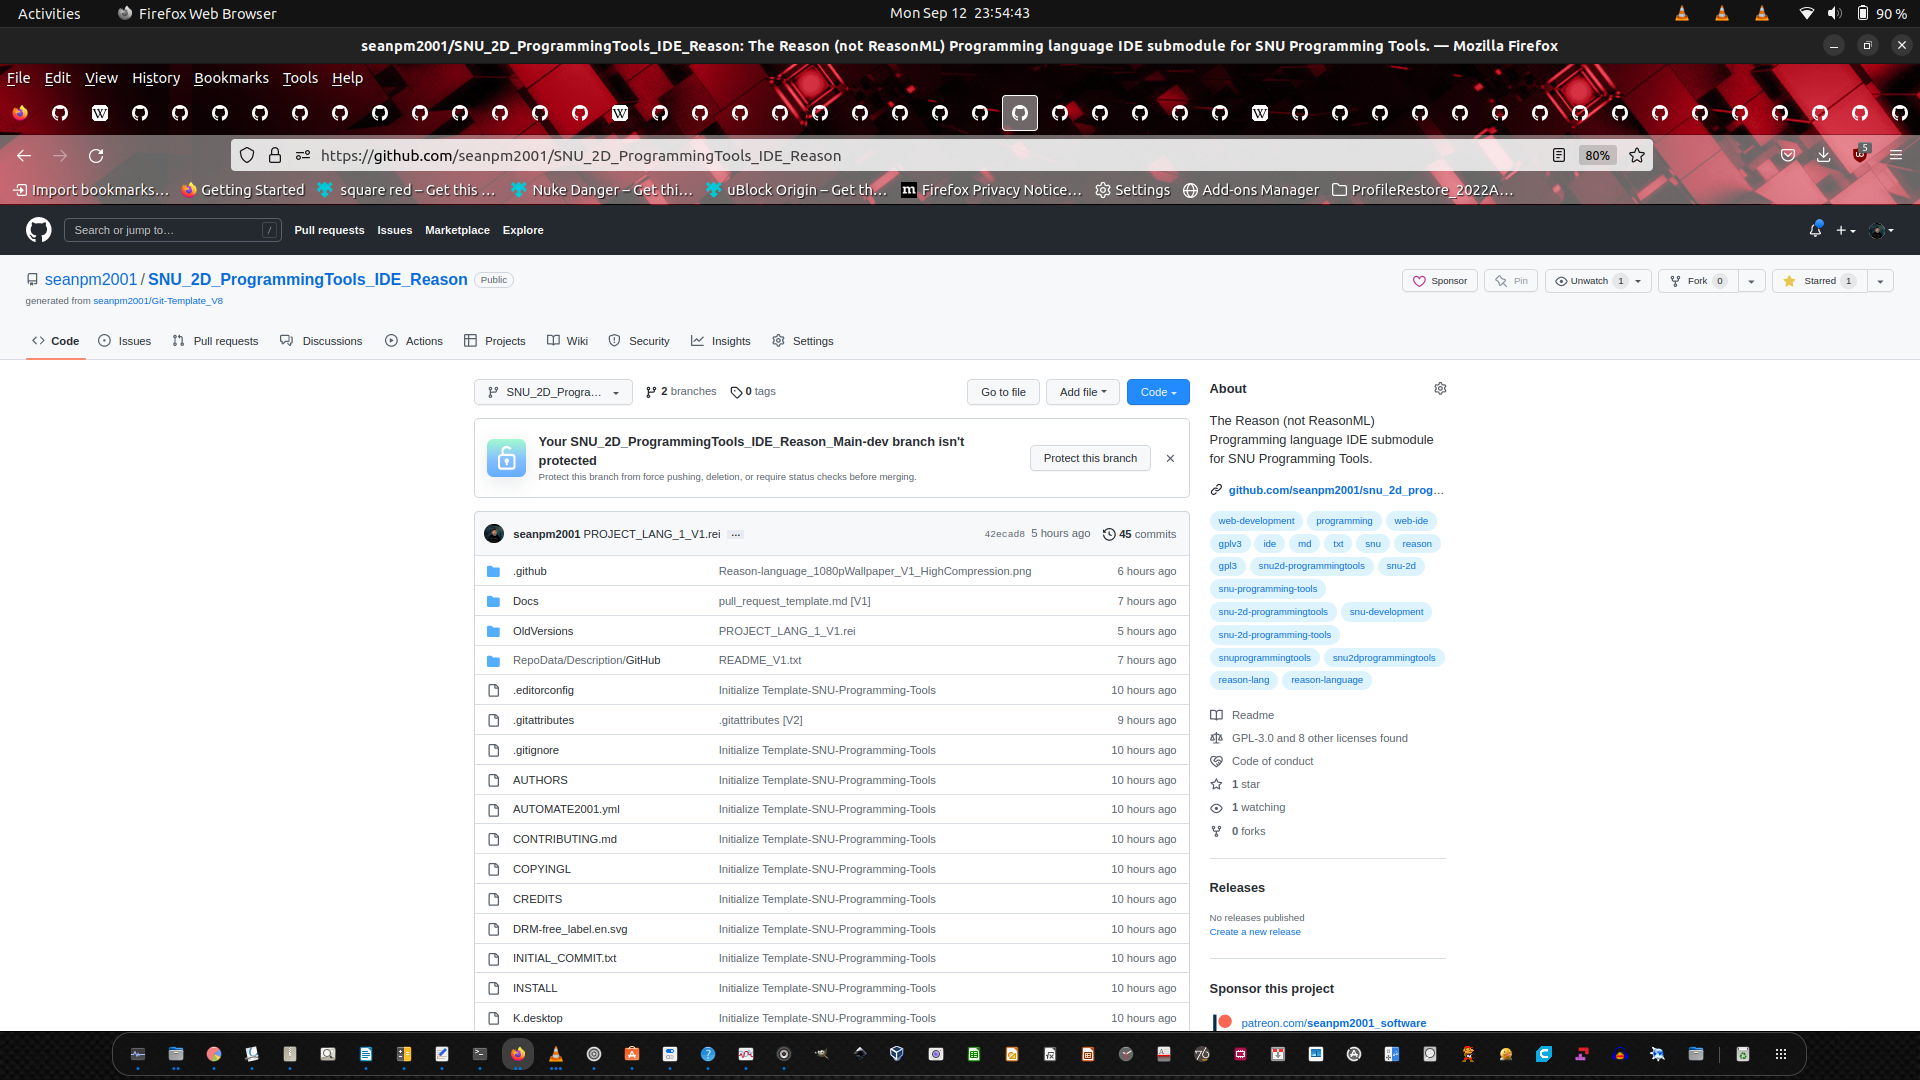 Activities
Firefox Web Browser
Mon Sep 12 23:54:43
90 %
seanpm2001/SNU_2D_ProgrammingTools_IDE_Reason: The Reason (not ReasonML) Programming language IDE submodule for SNU Programming Tools. — Mozilla Firefox
File Edit View History Bookmarks Tools Help
https://github.com/seanpm2001/SNU_2D_ProgrammingTools_IDE_Reason
80%
5
Import bookmarks… Getting Started square red – Get this … Nuke Danger – Get thi… uBlock Origin – Get th… Firefox Privacy Notice… Settings Add-ons Manager ProfileRestore_2022A…
Search or jump to… /
Pull requests Issues Marketplace Explore
seanpm2001 / SNU_2D_ProgrammingTools_IDE_Reason Public
generated from seanpm2001/Git-Template_V8
Sponsor Pin Unwatch 1 Fork 0 Starred 1
Code Issues Pull requests Discussions Actions Projects Wiki Security Insights Settings
SNU_2D_Progra… 2 branches 0 tags Go to file Add file Code
Your SNU_2D_ProgrammingTools_IDE_Reason_Main-dev branch isn't
protected
Protect this branch from force pushing, deletion, or require status checks before merging.
Protect this branch
seanpm2001 PROJECT_LANG_1_V1.rei … 42ecad8 5 hours ago 45 commits
.github Reason-language_1080pWallpaper_V1_HighCompression.png 6 hours ago
Docs pull_request_template.md [V1] 7 hours ago
OldVersions PROJECT_LANG_1_V1.rei 5 hours ago
RepoData/Description/GitHub README_V1.txt 7 hours ago
.editorconfig Initialize Template-SNU-Programming-Tools 10 hours ago
.gitattributes .gitattributes [V2] 9 hours ago
.gitignore Initialize Template-SNU-Programming-Tools 10 hours ago
AUTHORS Initialize Template-SNU-Programming-Tools 10 hours ago
AUTOMATE2001.yml Initialize Template-SNU-Programming-Tools 10 hours ago
CONTRIBUTING.md Initialize Template-SNU-Programming-Tools 10 hours ago
COPYINGL Initialize Template-SNU-Programming-Tools 10 hours ago
CREDITS Initialize Template-SNU-Programming-Tools 10 hours ago
DRM-free_label.en.svg Initialize Template-SNU-Programming-Tools 10 hours ago
INITIAL_COMMIT.txt Initialize Template-SNU-Programming-Tools 10 hours ago
INSTALL Initialize Template-SNU-Programming-Tools 10 hours ago
K.desktop Initialize Template-SNU-Programming-Tools 10 hours ago
About
The Reason (not ReasonML)
Programming language IDE submodule
for SNU Programming Tools.
github.com/seanpm2001/snu_2d_prog…
web-development programming web-ide
gplv3 ide md txt snu reason
gpl3 snu2d-programmingtools snu-2d
snu-programming-tools
snu-2d-programmingtools snu-development
snu-2d-programming-tools
snuprogrammingtools snu2dprogrammingtools
reason-lang reason-language
Readme
GPL-3.0 and 8 other licenses found
Code of conduct
1 star
1 watching
0 forks
Releases
No releases published
Create a new release
Sponsor this project
patreon.com/seanpm2001_software